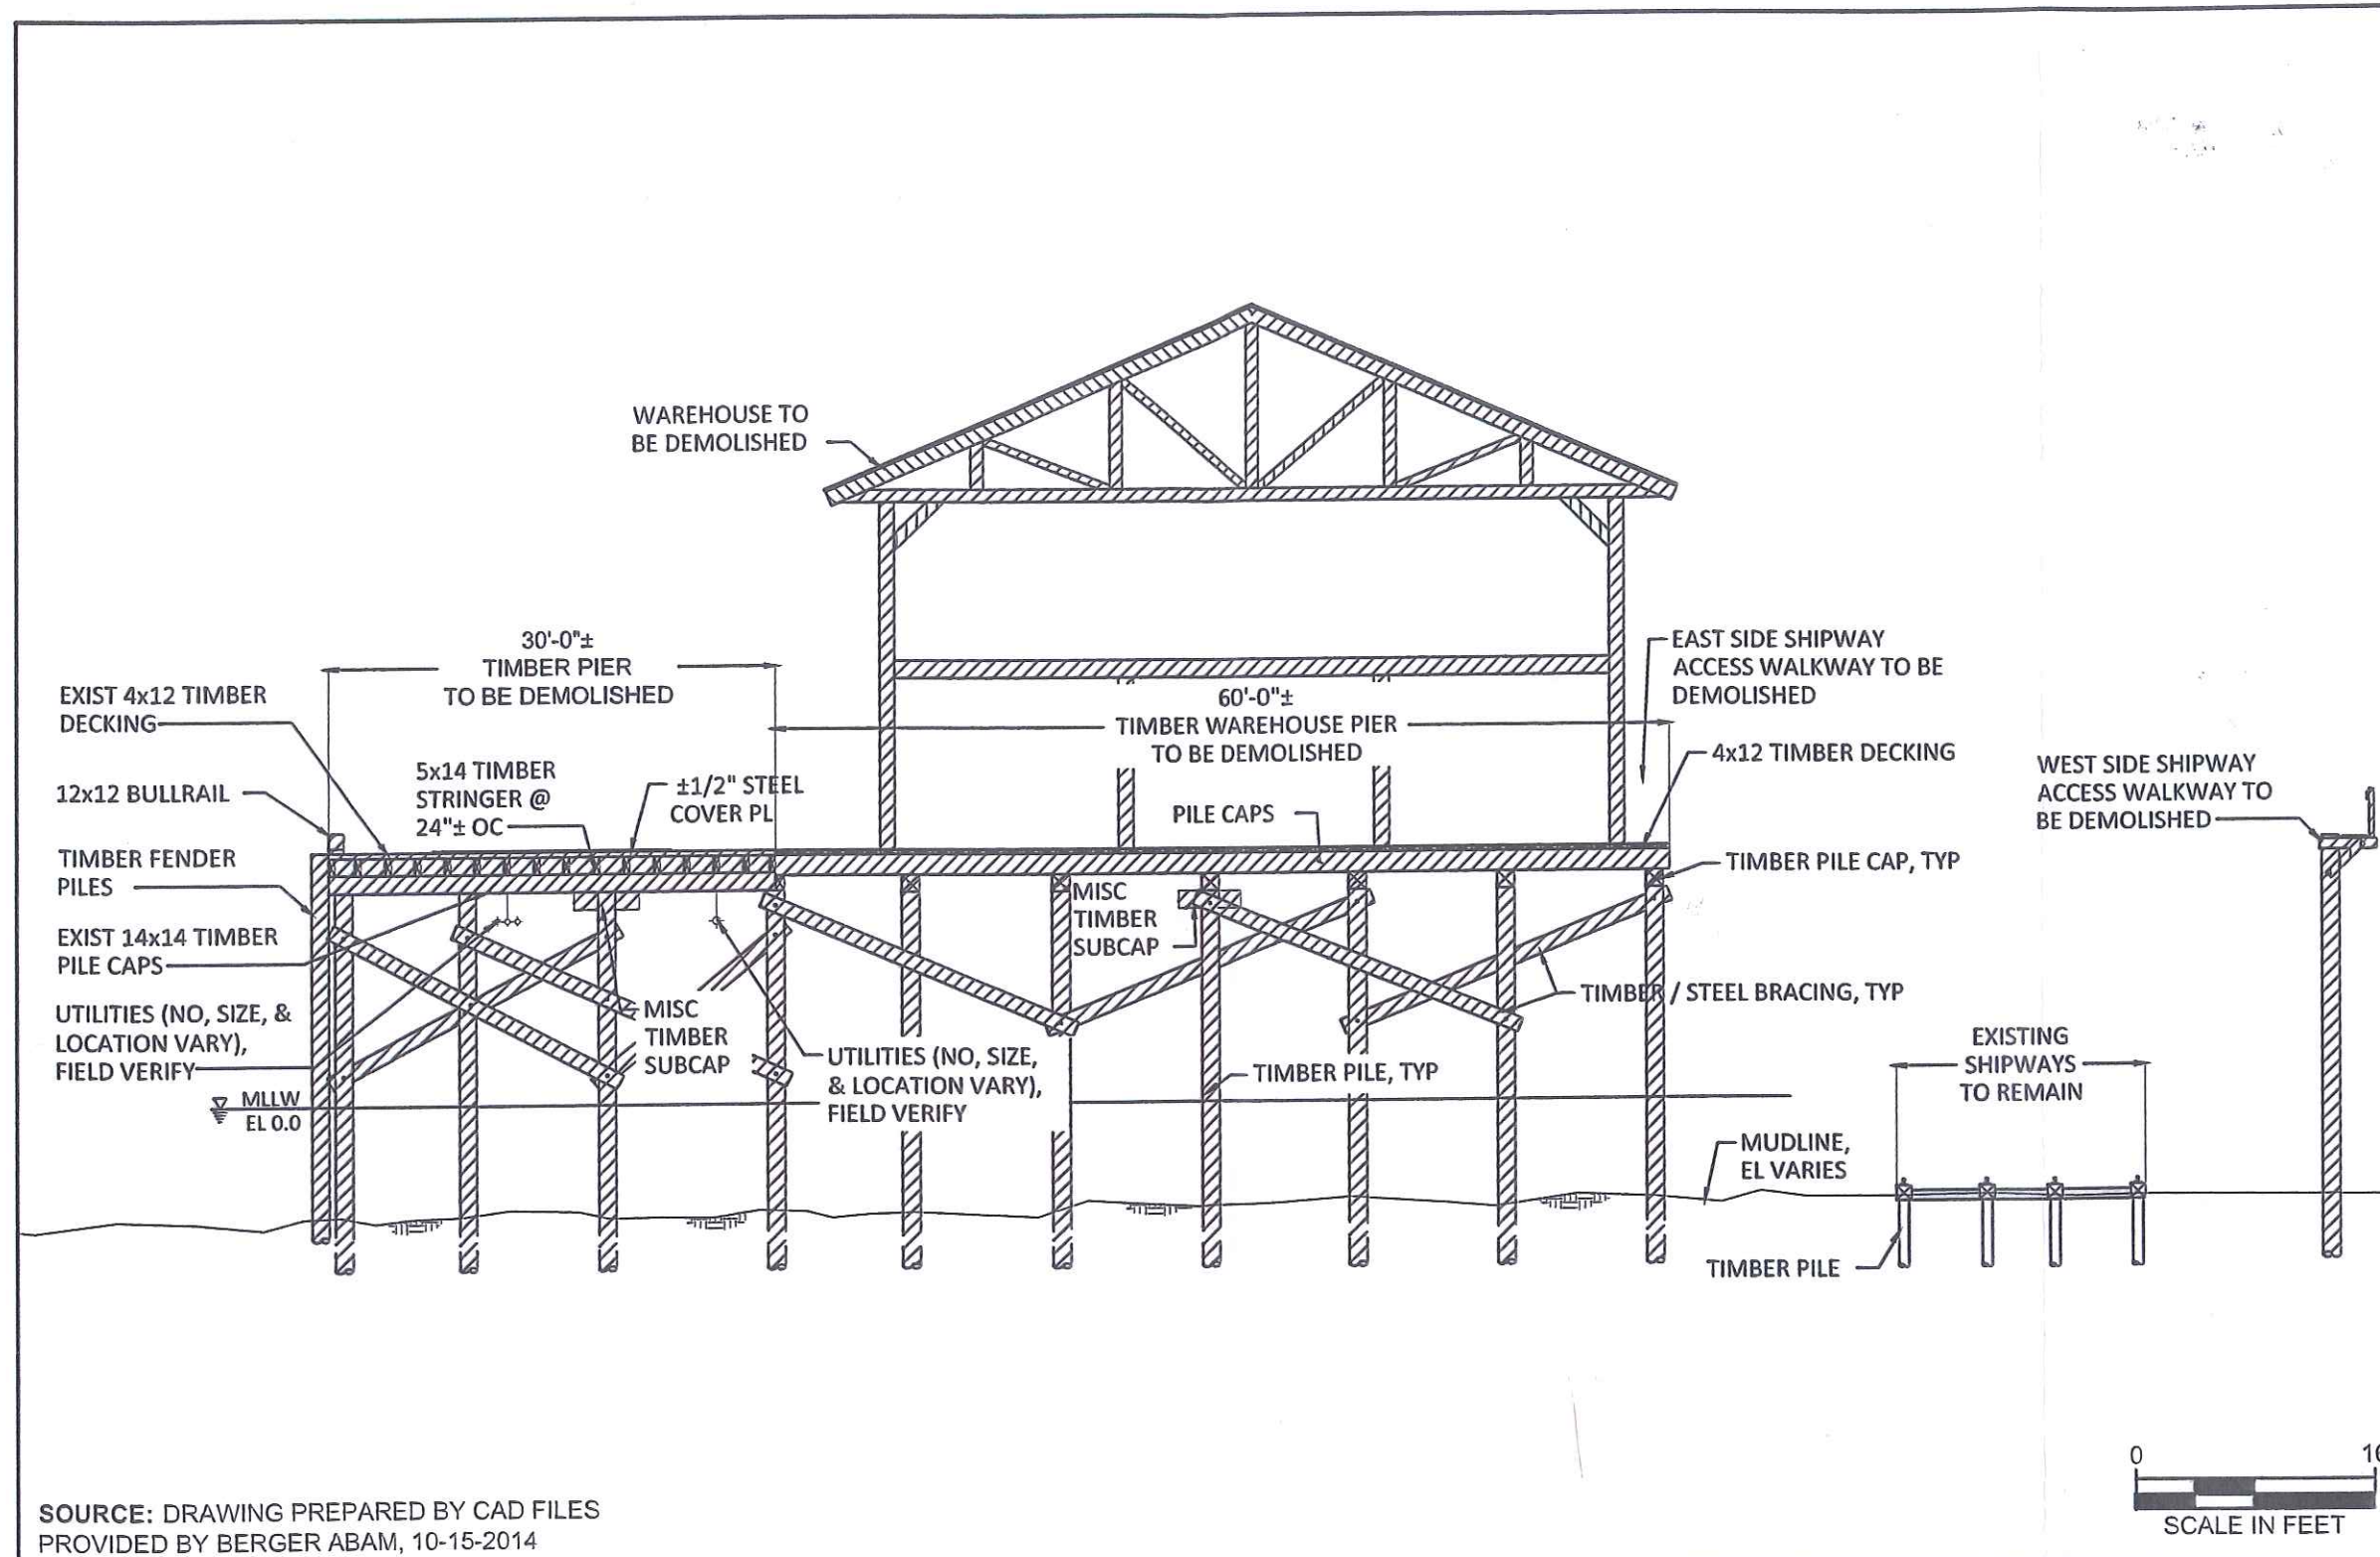 WAREHOUSE TO
BE DEMOLISHED
30'-0"±
TIMBER PIER
TO BE DEMOLISHED
EXIST 4x12 TIMBER
DECKING
12x12 BULLRAIL
5x14 TIMBER
STRINGER @
24"± OC
±1/2" STEEL
COVER PL
TIMBER FENDER
PILES
EXIST 14x14 TIMBER
PILE CAPS
UTILITIES (NO, SIZE, &
LOCATION VARY),
FIELD VERIFY
MLLW
EL 0.0
MISC
TIMBER
SUBCAP
UTILITIES (NO, SIZE,
& LOCATION VARY),
FIELD VERIFY
60'-0"±
TIMBER WAREHOUSE PIER
TO BE DEMOLISHED
PILE CAPS
MISC
TIMBER
SUBCAP
TIMBER PILE, TYP
EAST SIDE SHIPWAY
ACCESS WALKWAY TO BE
DEMOLISHED
4x12 TIMBER DECKING
TIMBER PILE CAP, TYP
TIMBER / STEEL BRACING, TYP
MUDLINE,
EL VARIES
TIMBER PILE
EXISTING
SHIPWAYS
TO REMAIN
WEST SIDE SHIPWAY
ACCESS WALKWAY TO
BE DEMOLISHED
0
SCALE IN FEET
SOURCE: DRAWING PREPARED BY CAD FILES
PROVIDED BY BERGER ABAM, 10-15-2014